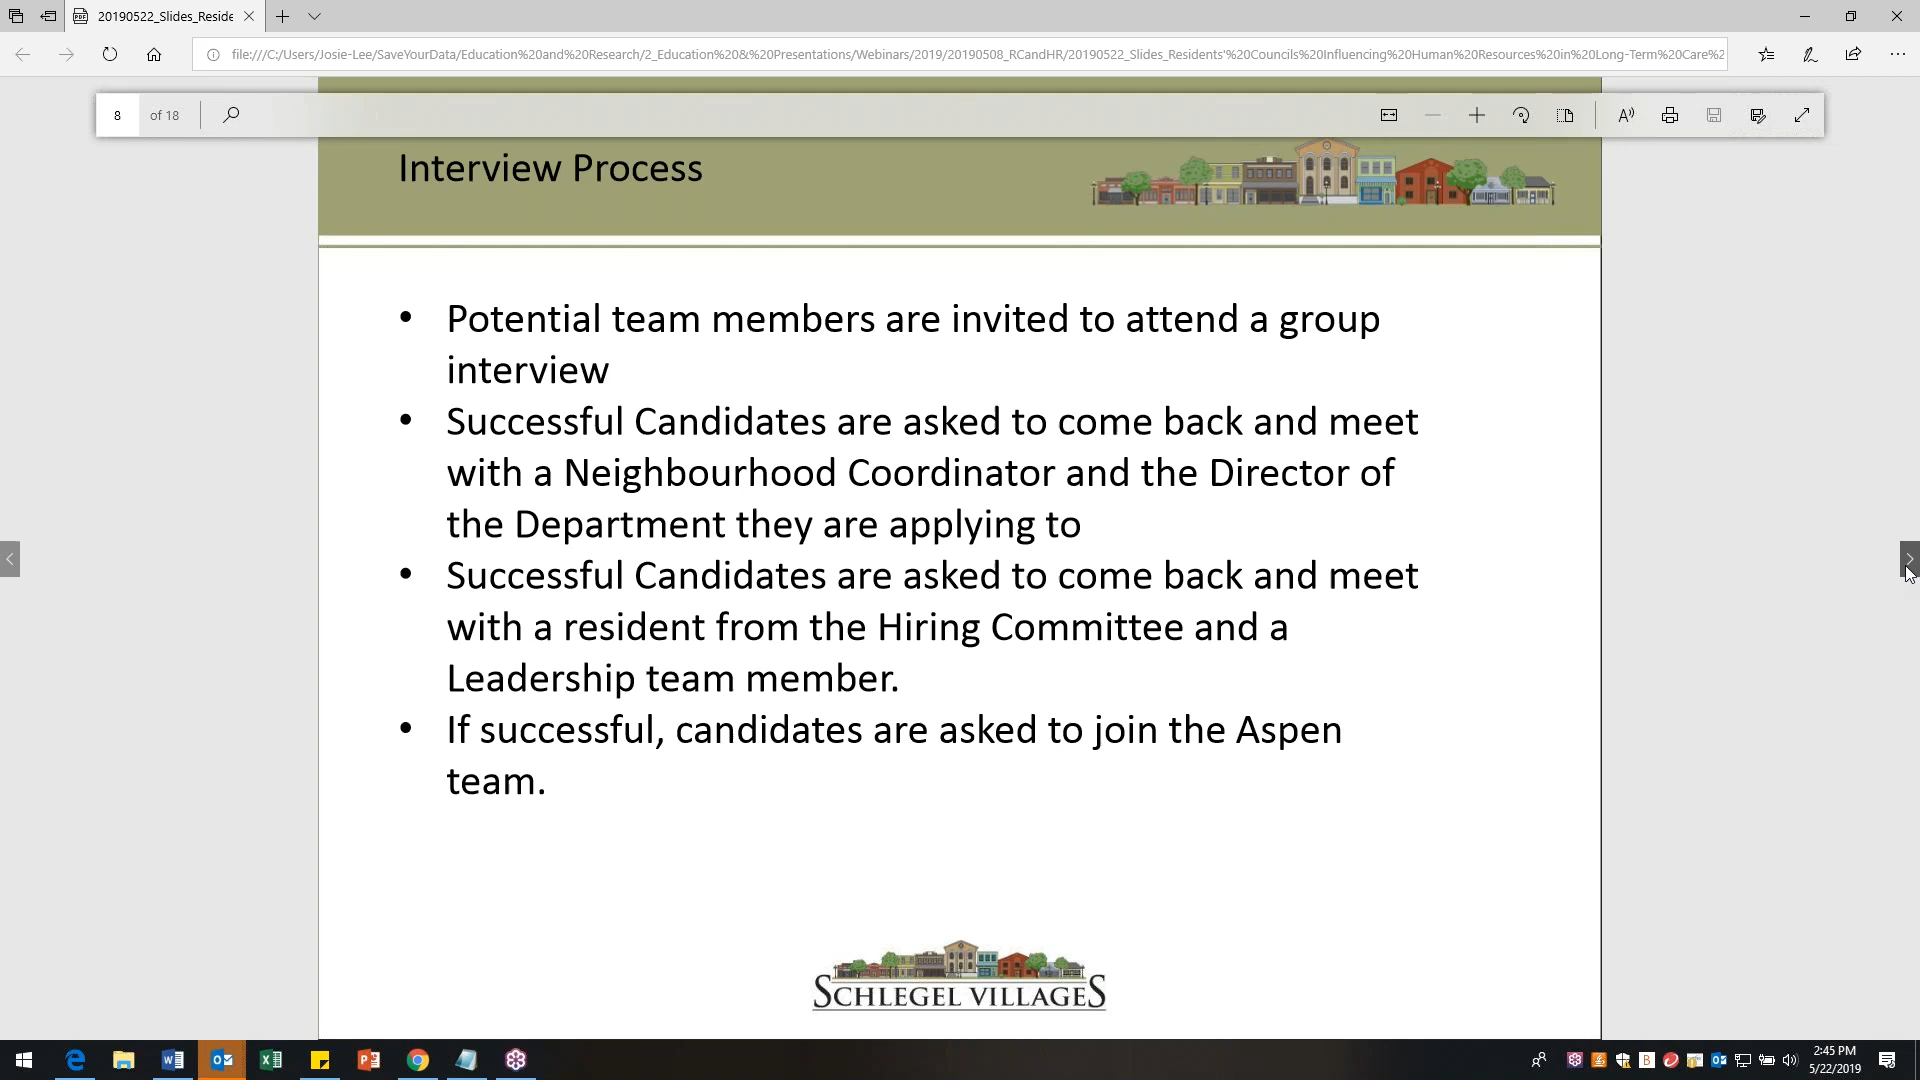 20190522_Slides_Reside
file:///C:/Users/Josie-Lee/SaveYourData/Education%20and%20Research/2_Education%20&%20Presentations/Webinars/2019/20190508_RCandHR/20190522_Slides_Residents'%20Councils%20Influencing%20Human%20Resources%20in%20Long-Term%20Care%2
8 of 18
Interview Process
• Potential team members are invited to attend a group
interview
• Successful Candidates are asked to come back and meet
with a Neighbourhood Coordinator and the Director of
the Department they are applying to
• Successful Candidates are asked to come back and meet
with a resident from the Hiring Committee and a
Leadership team member.
• If successful, candidates are asked to join the Aspen
team.
SCHLEGEL VILLAGES
2:45 PM
5/22/2019